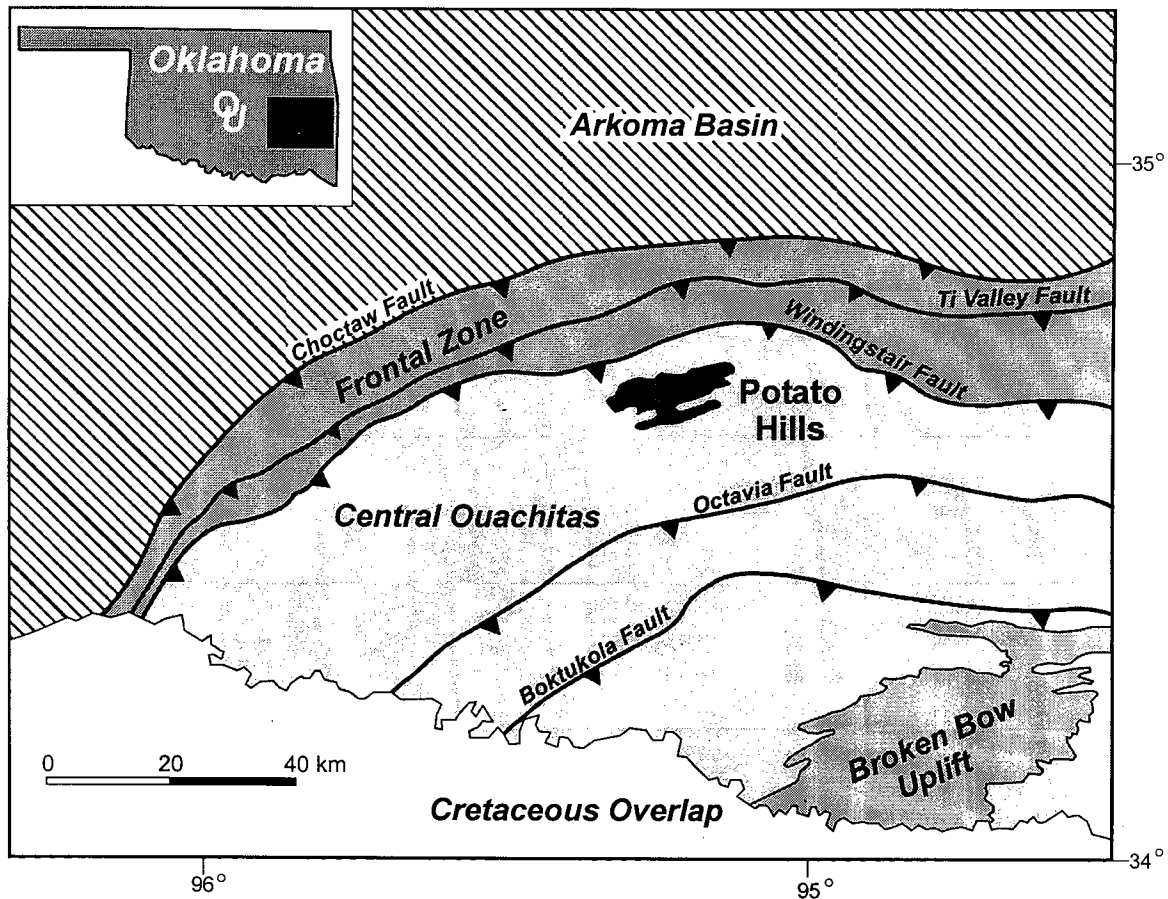 Oklahoma
OU
Arkoma Basin
35°
Choctaw Fault
Ti Valley Fault
Frontal Zone
Windingstair Fault
Potato
Hills
Octavia Fault
Central Ouachitas
Boktukola Fault
Broken Bow
Uplift
0 20 40 km
Cretaceous Overlap
34°
96° 95°